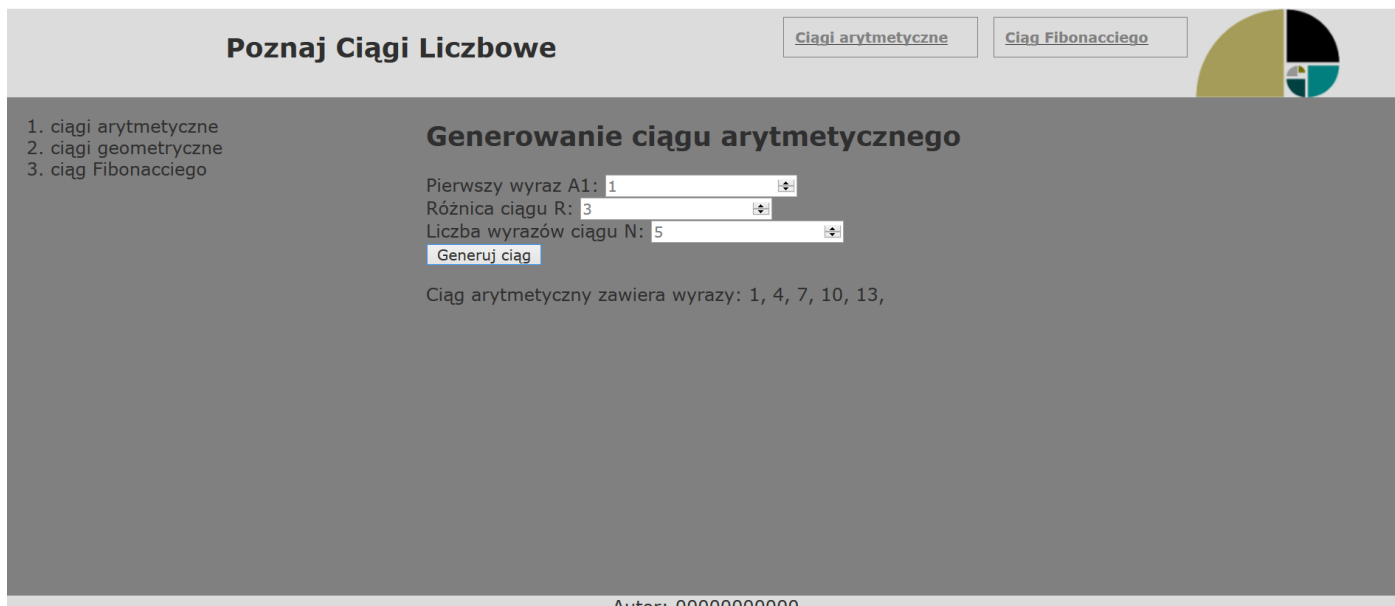 Poznaj Ciągi Liczbowe
Ciągi arytmetyczne
Ciąg Fibonacciego
1. ciągi arytmetyczne
2. ciągi geometryczne
3. ciąg Fibonacciego
Generowanie ciągu arytmetycznego
Pierwszy wyraz A1: 1
Różnica ciągu R: 3
Liczba wyrazów ciągu N: 5
Generuj ciąg
Ciąg arytmetyczny zawiera wyrazy: 1, 4, 7, 10, 13,
Autor: 00000000000